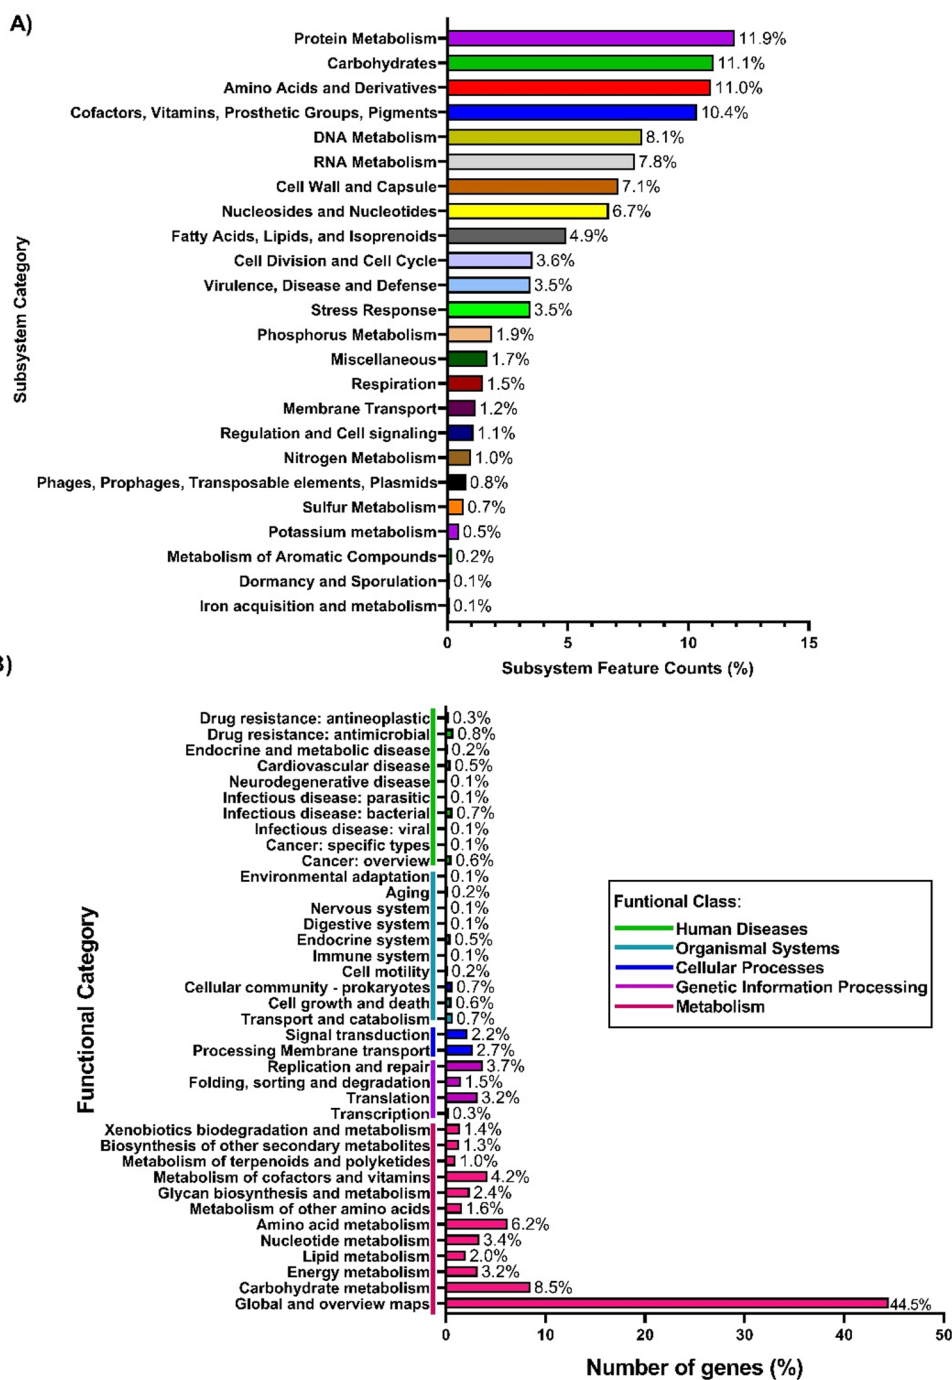 A)
Subsystem Category
Protein Metabolism 11.9%
Carbohydrates 11.1%
Amino Acids and Derivatives 11.0%
Cofactors, Vitamins, Prosthetic Groups, Pigments 10.4%
DNA Metabolism 8.1%
RNA Metabolism 7.8%
Cell Wall and Capsule 7.1%
Nucleosides and Nucleotides 6.7%
Fatty Acids, Lipids, and Isoprenoids 4.9%
Cell Division and Cell Cycle 3.6%
Virulence, Disease and Defense 3.5%
Stress Response 3.5%
Phosphorus Metabolism 1.9%
Miscellaneous 1.7%
Respiration 1.5%
Membrane Transport 1.2%
Regulation and Cell signaling 1.1%
Nitrogen Metabolism 1.0%
Phages, Prophages, Transposable elements, Plasmids 0.8%
Sulfur Metabolism 0.7%
Potassium metabolism 0.5%
Metabolism of Aromatic Compounds 0.2%
Dormancy and Sporulation 0.1%
Iron acquisition and metabolism 0.1%
0 5 10 15
Subsystem Feature Counts (%)
B)
Functional Category
Drug resistance: antineoplastic 0.3%
Drug resistance: antimicrobial 0.8%
Endocrine and metabolic disease 0.2%
Cardiovascular disease 0.5%
Neurodegenerative disease 0.1%
Infectious disease: parasitic 0.1%
Infectious disease: bacterial 0.7%
Infectious disease: viral 0.1%
Cancer: specific types 0.1%
Cancer: overview 0.6%
Environmental adaptation 0.1%
Aging 0.2%
Nervous system 0.1%
Digestive system 0.1%
Endocrine system 0.5%
Immune system 0.1%
Cell motility 0.2%
Cellular community - prokaryotes 0.7%
Cell growth and death 0.6%
Transport and catabolism 0.7%
Signal transduction 2.2%
Processing Membrane transport 2.7%
Replication and repair 3.7%
Folding, sorting and degradation 1.5%
Translation 3.2%
Transcription 0.3%
Xenobiotics biodegradation and metabolism 1.4%
Biosynthesis of other secondary metabolites 1.3%
Metabolism of terpenoids and polyketides 1.0%
Metabolism of cofactors and vitamins 4.2%
Glycan biosynthesis and metabolism 2.4%
Metabolism of other amino acids 1.6%
Amino acid metabolism 6.2%
Nucleotide metabolism 3.4%
Lipid metabolism 2.0%
Energy metabolism 3.2%
Carbohydrate metabolism 8.5%
Global and overview maps 44.5%
0 10 20 30 40 50
Number of genes (%)
Funtional Class:
Human Diseases
Organismal Systems
Cellular Processes
Genetic Information Processing
Metabolism